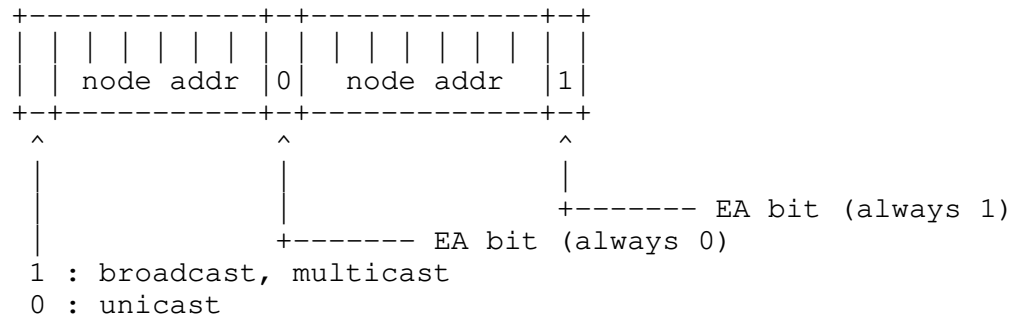 +-------------+-+-------------+-+
| | | | | | | | | | | | | | | | |
| | node addr |0|  node addr  |1|
+-+-----------+-+-------------+-+
 ^             ^               ^
 |             |               |
 |             |               +------- EA bit (always 1)
 |             +------- EA bit (always 0)
 1 : broadcast, multicast
 0 : unicast